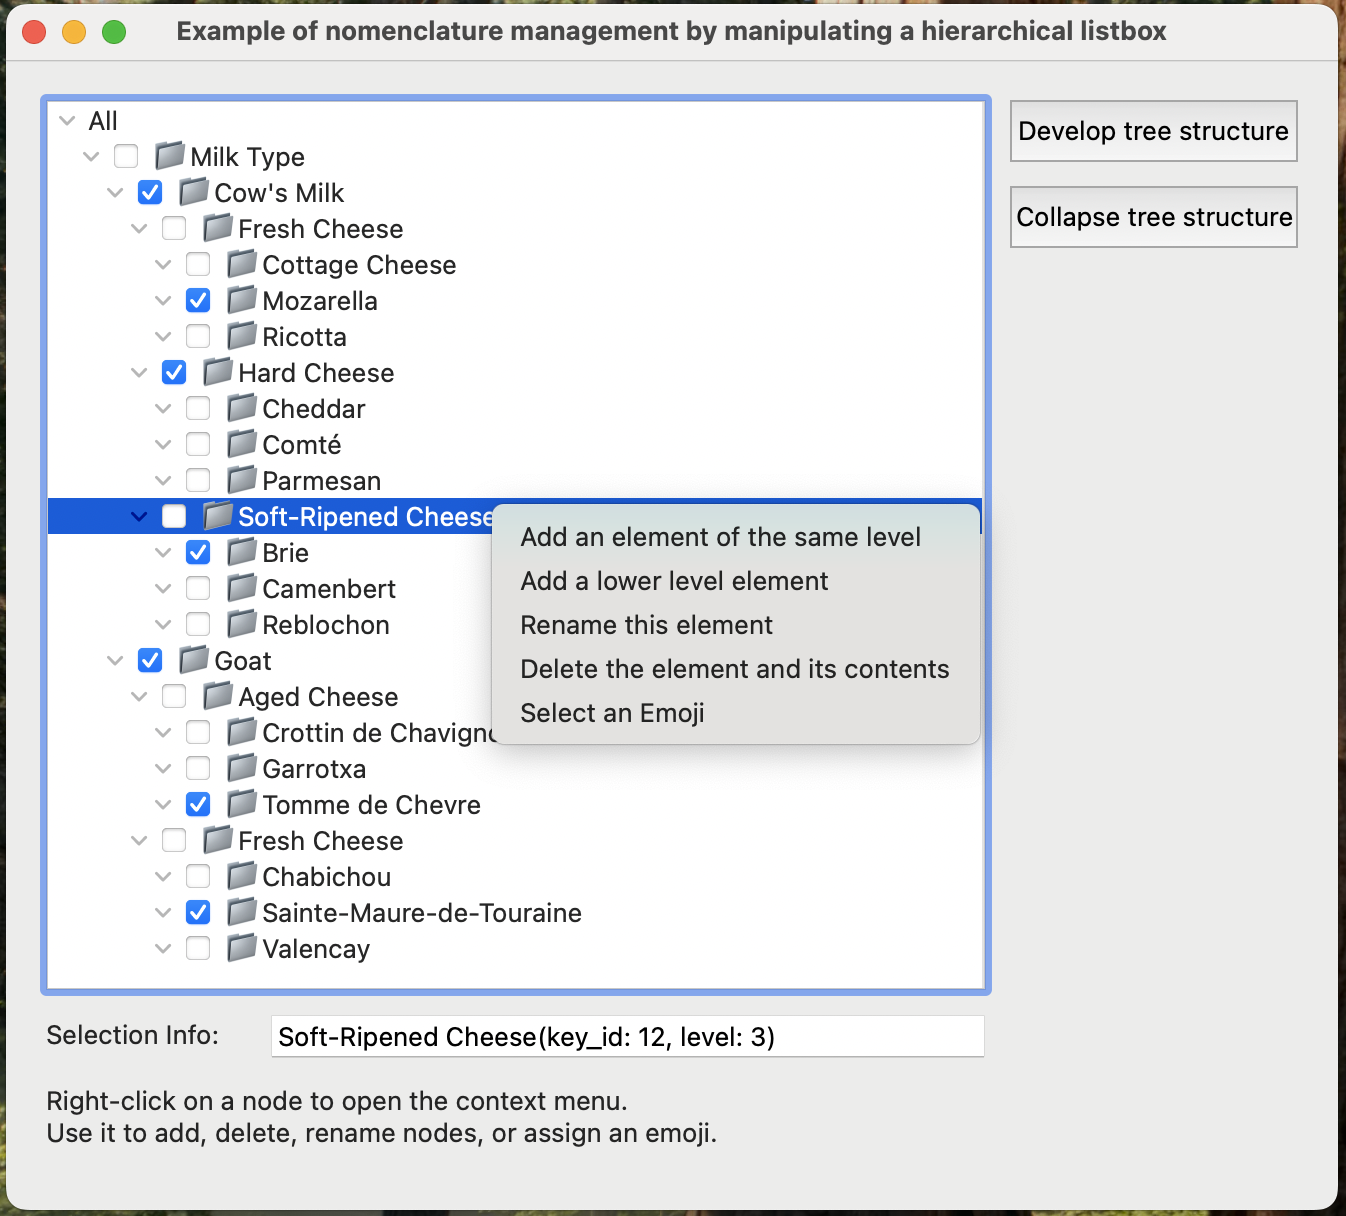 Example of nomenclature management by manipulating a hierarchical listbox
All
Milk Type
Cow's Milk
Fresh Cheese
Cottage Cheese
Mozarella
Ricotta
Hard Cheese
Cheddar
Comté
Parmesan
Soft-Ripened Cheese
Brie
Camenbert
Reblochon
Goat
Aged Cheese
Crottin de Chavigno
Garrotxa
Tomme de Chevre
Fresh Cheese
Chabichou
Sainte-Maure-de-Touraine
Valencay
Add an element of the same level
Add a lower level element
Rename this element
Delete the element and its contents
Select an Emoji
Develop tree structure
Collapse tree structure
Selection Info:
Soft-Ripened Cheese(key_id: 12, level: 3)
Right-click on a node to open the context menu.
Use it to add, delete, rename nodes, or assign an emoji.